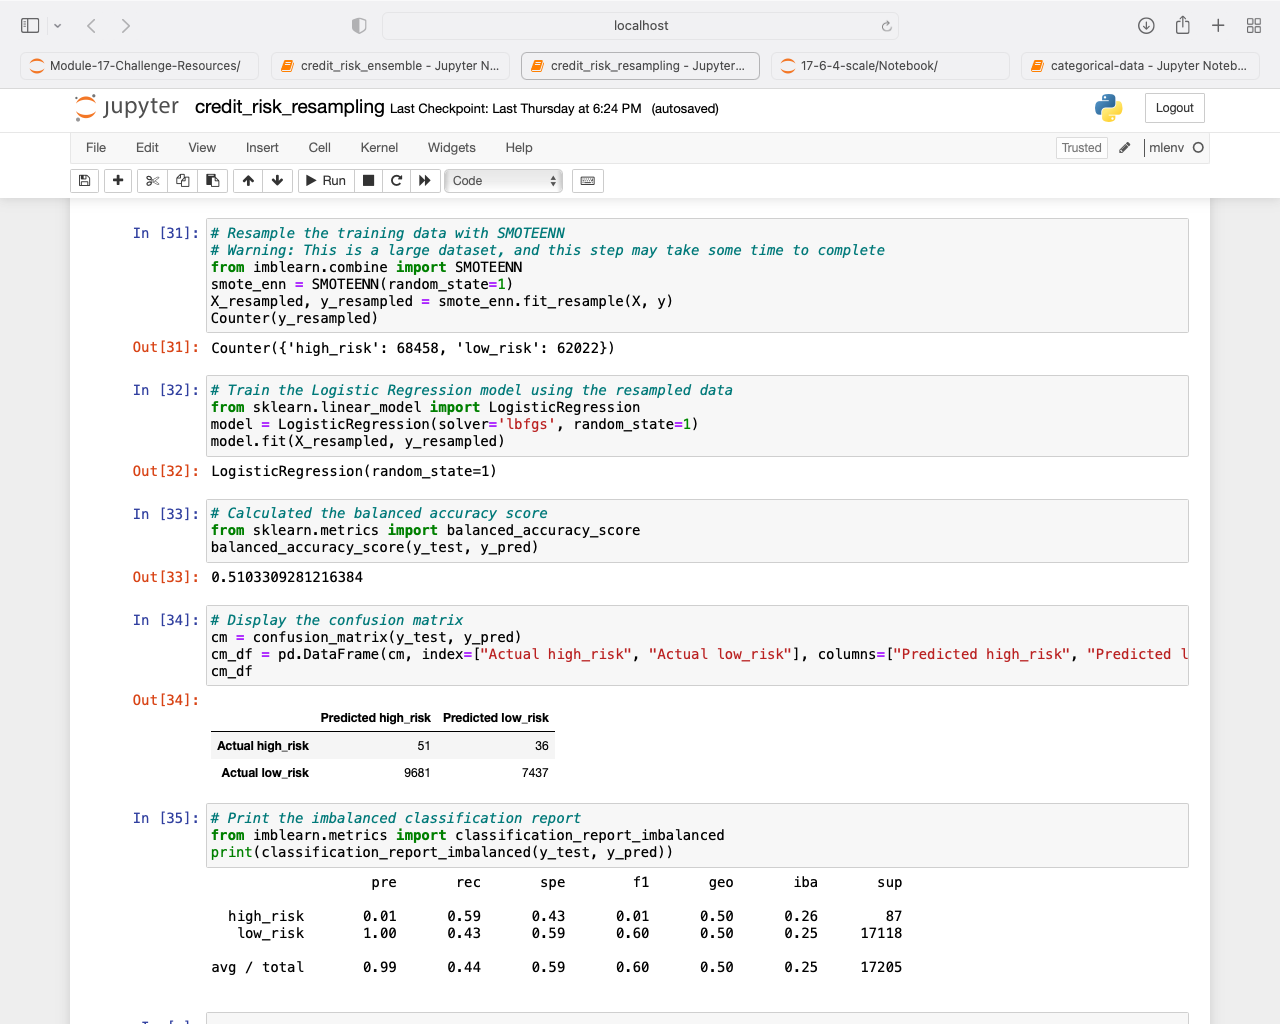 localhost
Module-17-Challenge-Resources/
credit_risk_ensemble - Jupyter N...
credit_risk_resampling - Jupyter...
17-6-4-scale/Notebook/
categorical-data - Jupyter Noteb...
jupyter credit_risk_resampling Last Checkpoint: Last Thursday at 6:24 PM (autosaved)
Logout
File Edit View Insert Cell Kernel Widgets Help
Trusted mlenv
Run Code
In [31]: # Resample the training data with SMOTEENN
# Warning: This is a large dataset, and this step may take some time to complete
from imblearn.combine import SMOTEENN
smote_enn = SMOTEENN(random_state=1)
X_resampled, y_resampled = smote_enn.fit_resample(X, y)
Counter(y_resampled)
Out[31]: Counter({'high_risk': 68458, 'low_risk': 62022})
In [32]: # Train the Logistic Regression model using the resampled data
from sklearn.linear_model import LogisticRegression
model = LogisticRegression(solver='lbfgs', random_state=1)
model.fit(X_resampled, y_resampled)
Out[32]: LogisticRegression(random_state=1)
In [33]: # Calculated the balanced accuracy score
from sklearn.metrics import balanced_accuracy_score
balanced_accuracy_score(y_test, y_pred)
Out[33]: 0.5103309281216384
In [34]: # Display the confusion matrix
cm = confusion_matrix(y_test, y_pred)
cm_df = pd.DataFrame(cm, index=["Actual high_risk", "Actual low_risk"], columns=["Predicted high_risk", "Predicted l
cm_df
Out[34]:
Predicted high_risk Predicted low_risk
Actual high_risk 51 36
Actual low_risk 9681 7437
In [35]: # Print the imbalanced classification report
from imblearn.metrics import classification_report_imbalanced
print(classification_report_imbalanced(y_test, y_pred))
pre rec spe f1 geo iba sup
high_risk 0.01 0.59 0.43 0.01 0.50 0.26 87
low_risk 1.00 0.43 0.59 0.60 0.50 0.25 17118
avg / total 0.99 0.44 0.59 0.60 0.50 0.25 17205